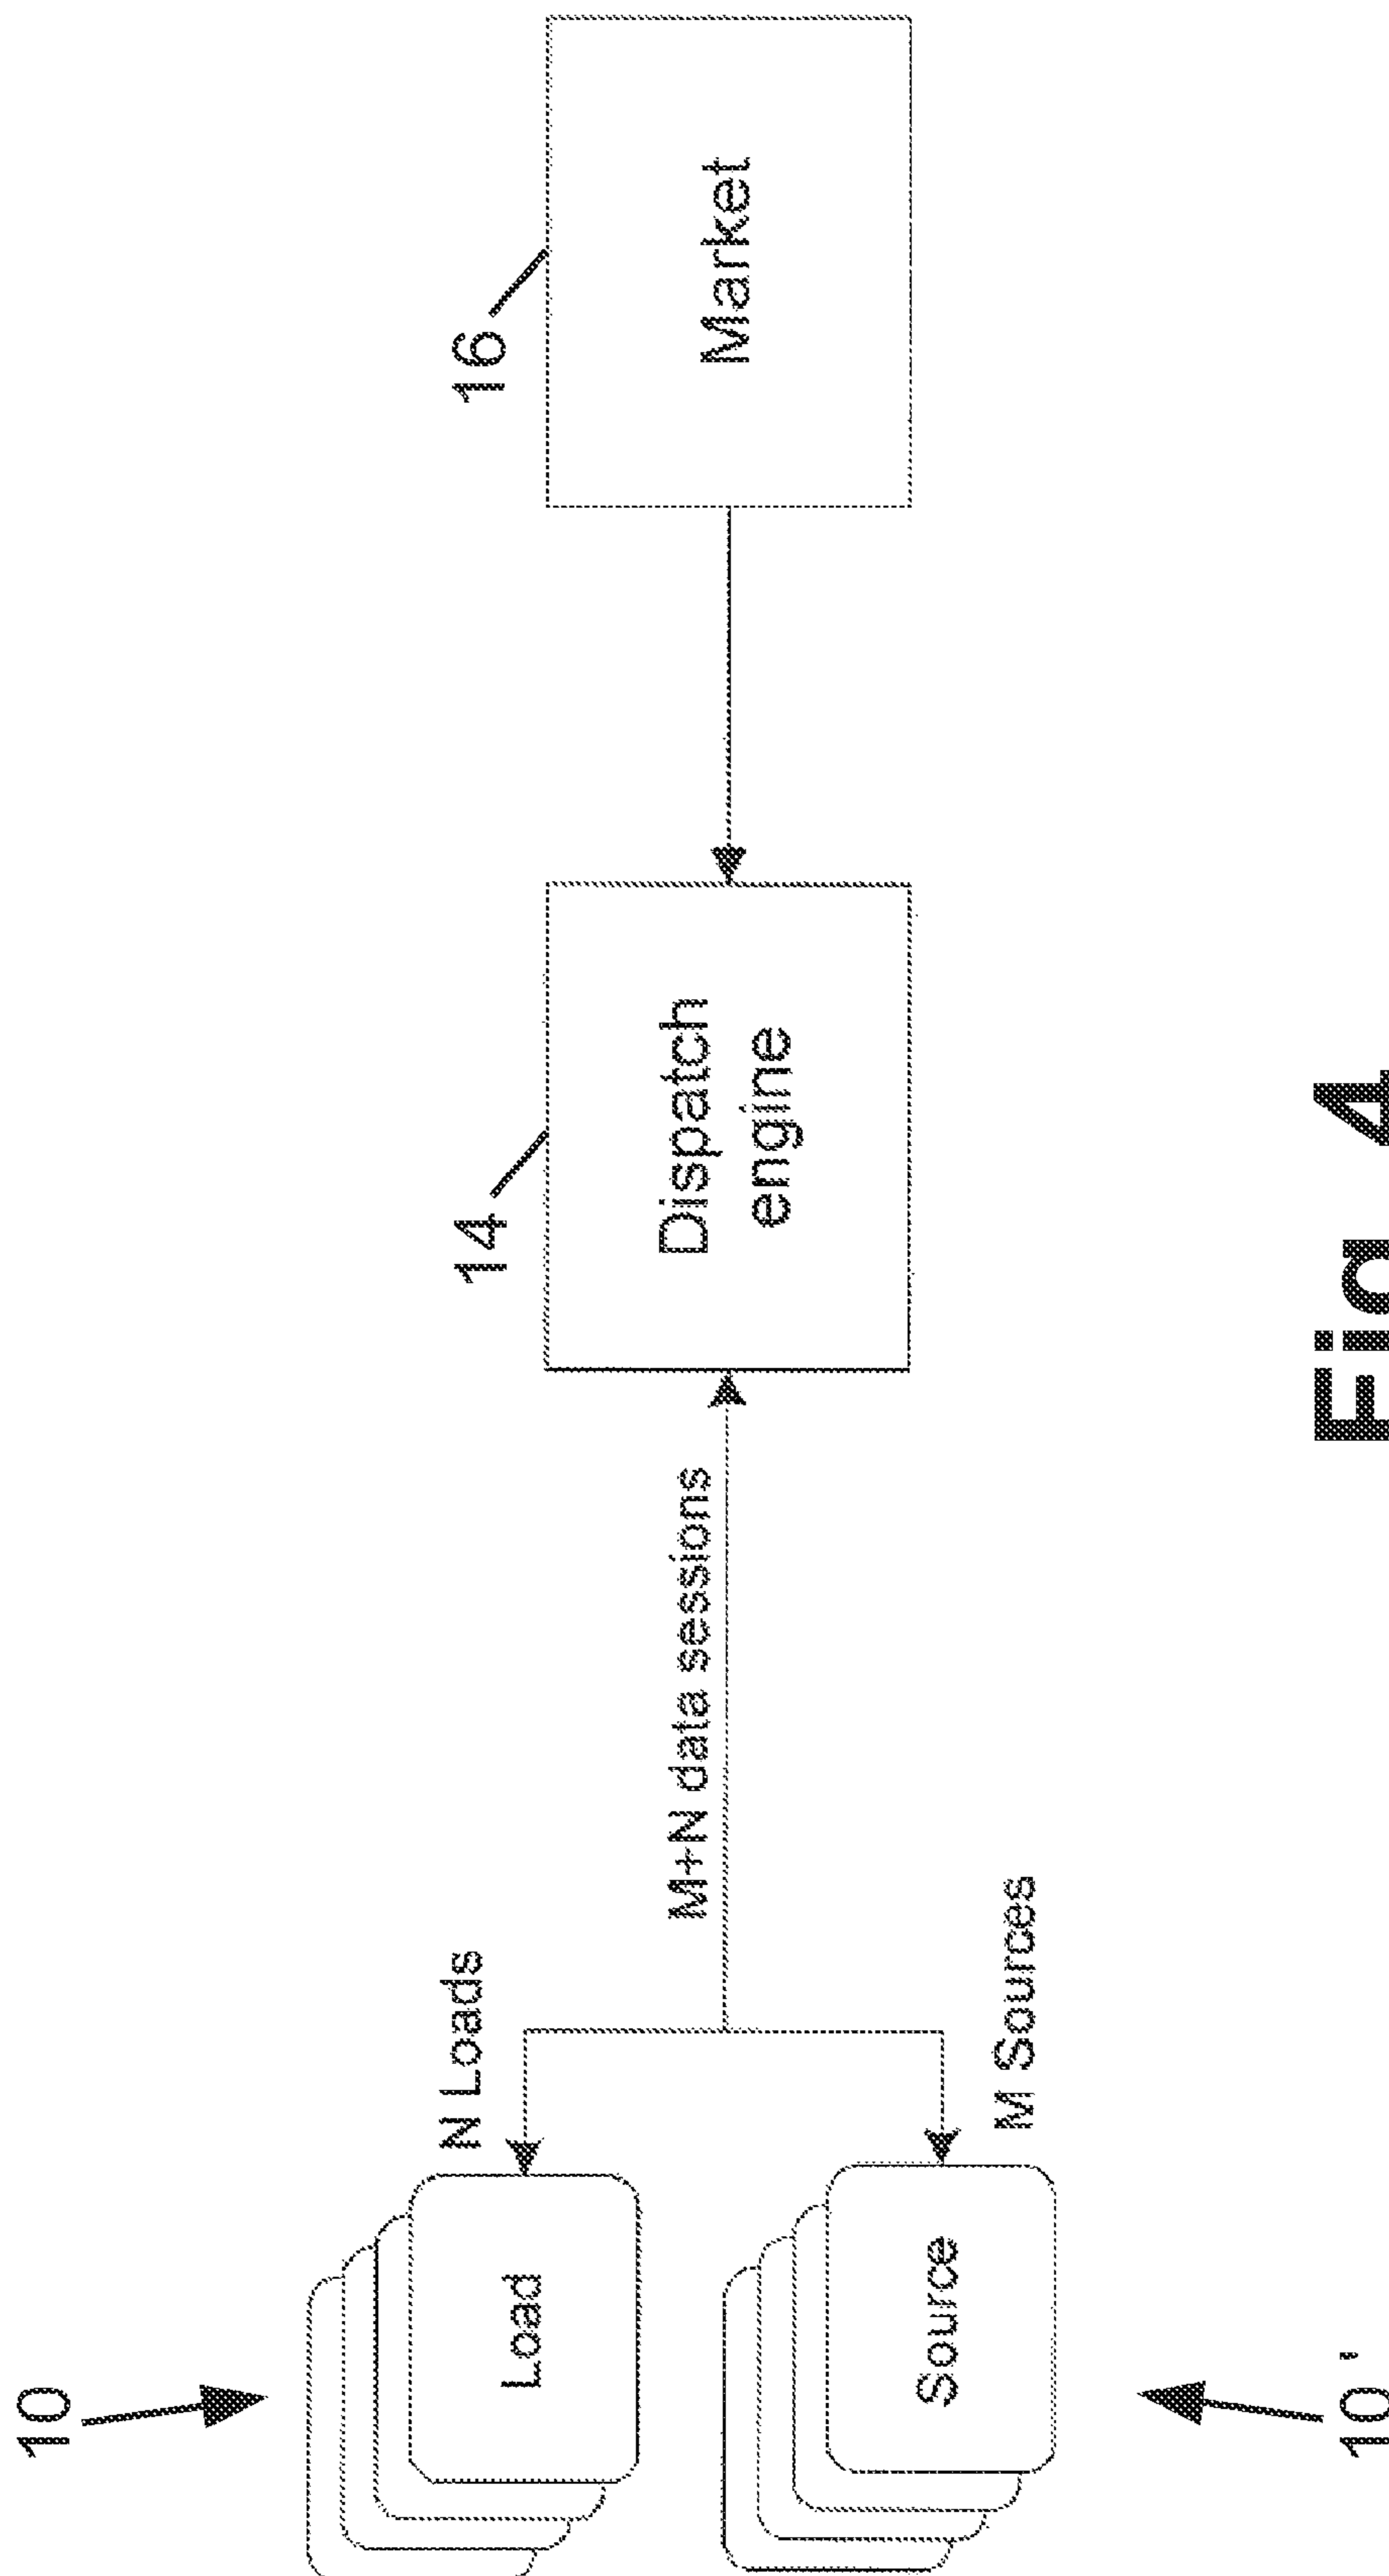 10
N Loads
Load
M+N data sessions
14
Dispatch
engine
16
Market
Source
M Sources
10'
Fig. 4